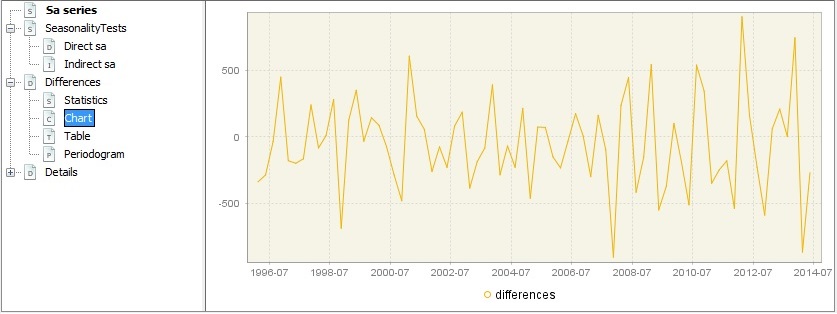 S Sa series
S SeasonalityTests
D Direct sa
I Indirect sa
D Differences
S Statistics
C Chart
T Table
P Periodogram
D Details
500
0
-500
1996-07 1998-07 2000-07 2002-07 2004-07 2006-07 2008-07 2010-07 2012-07 2014-07
differences